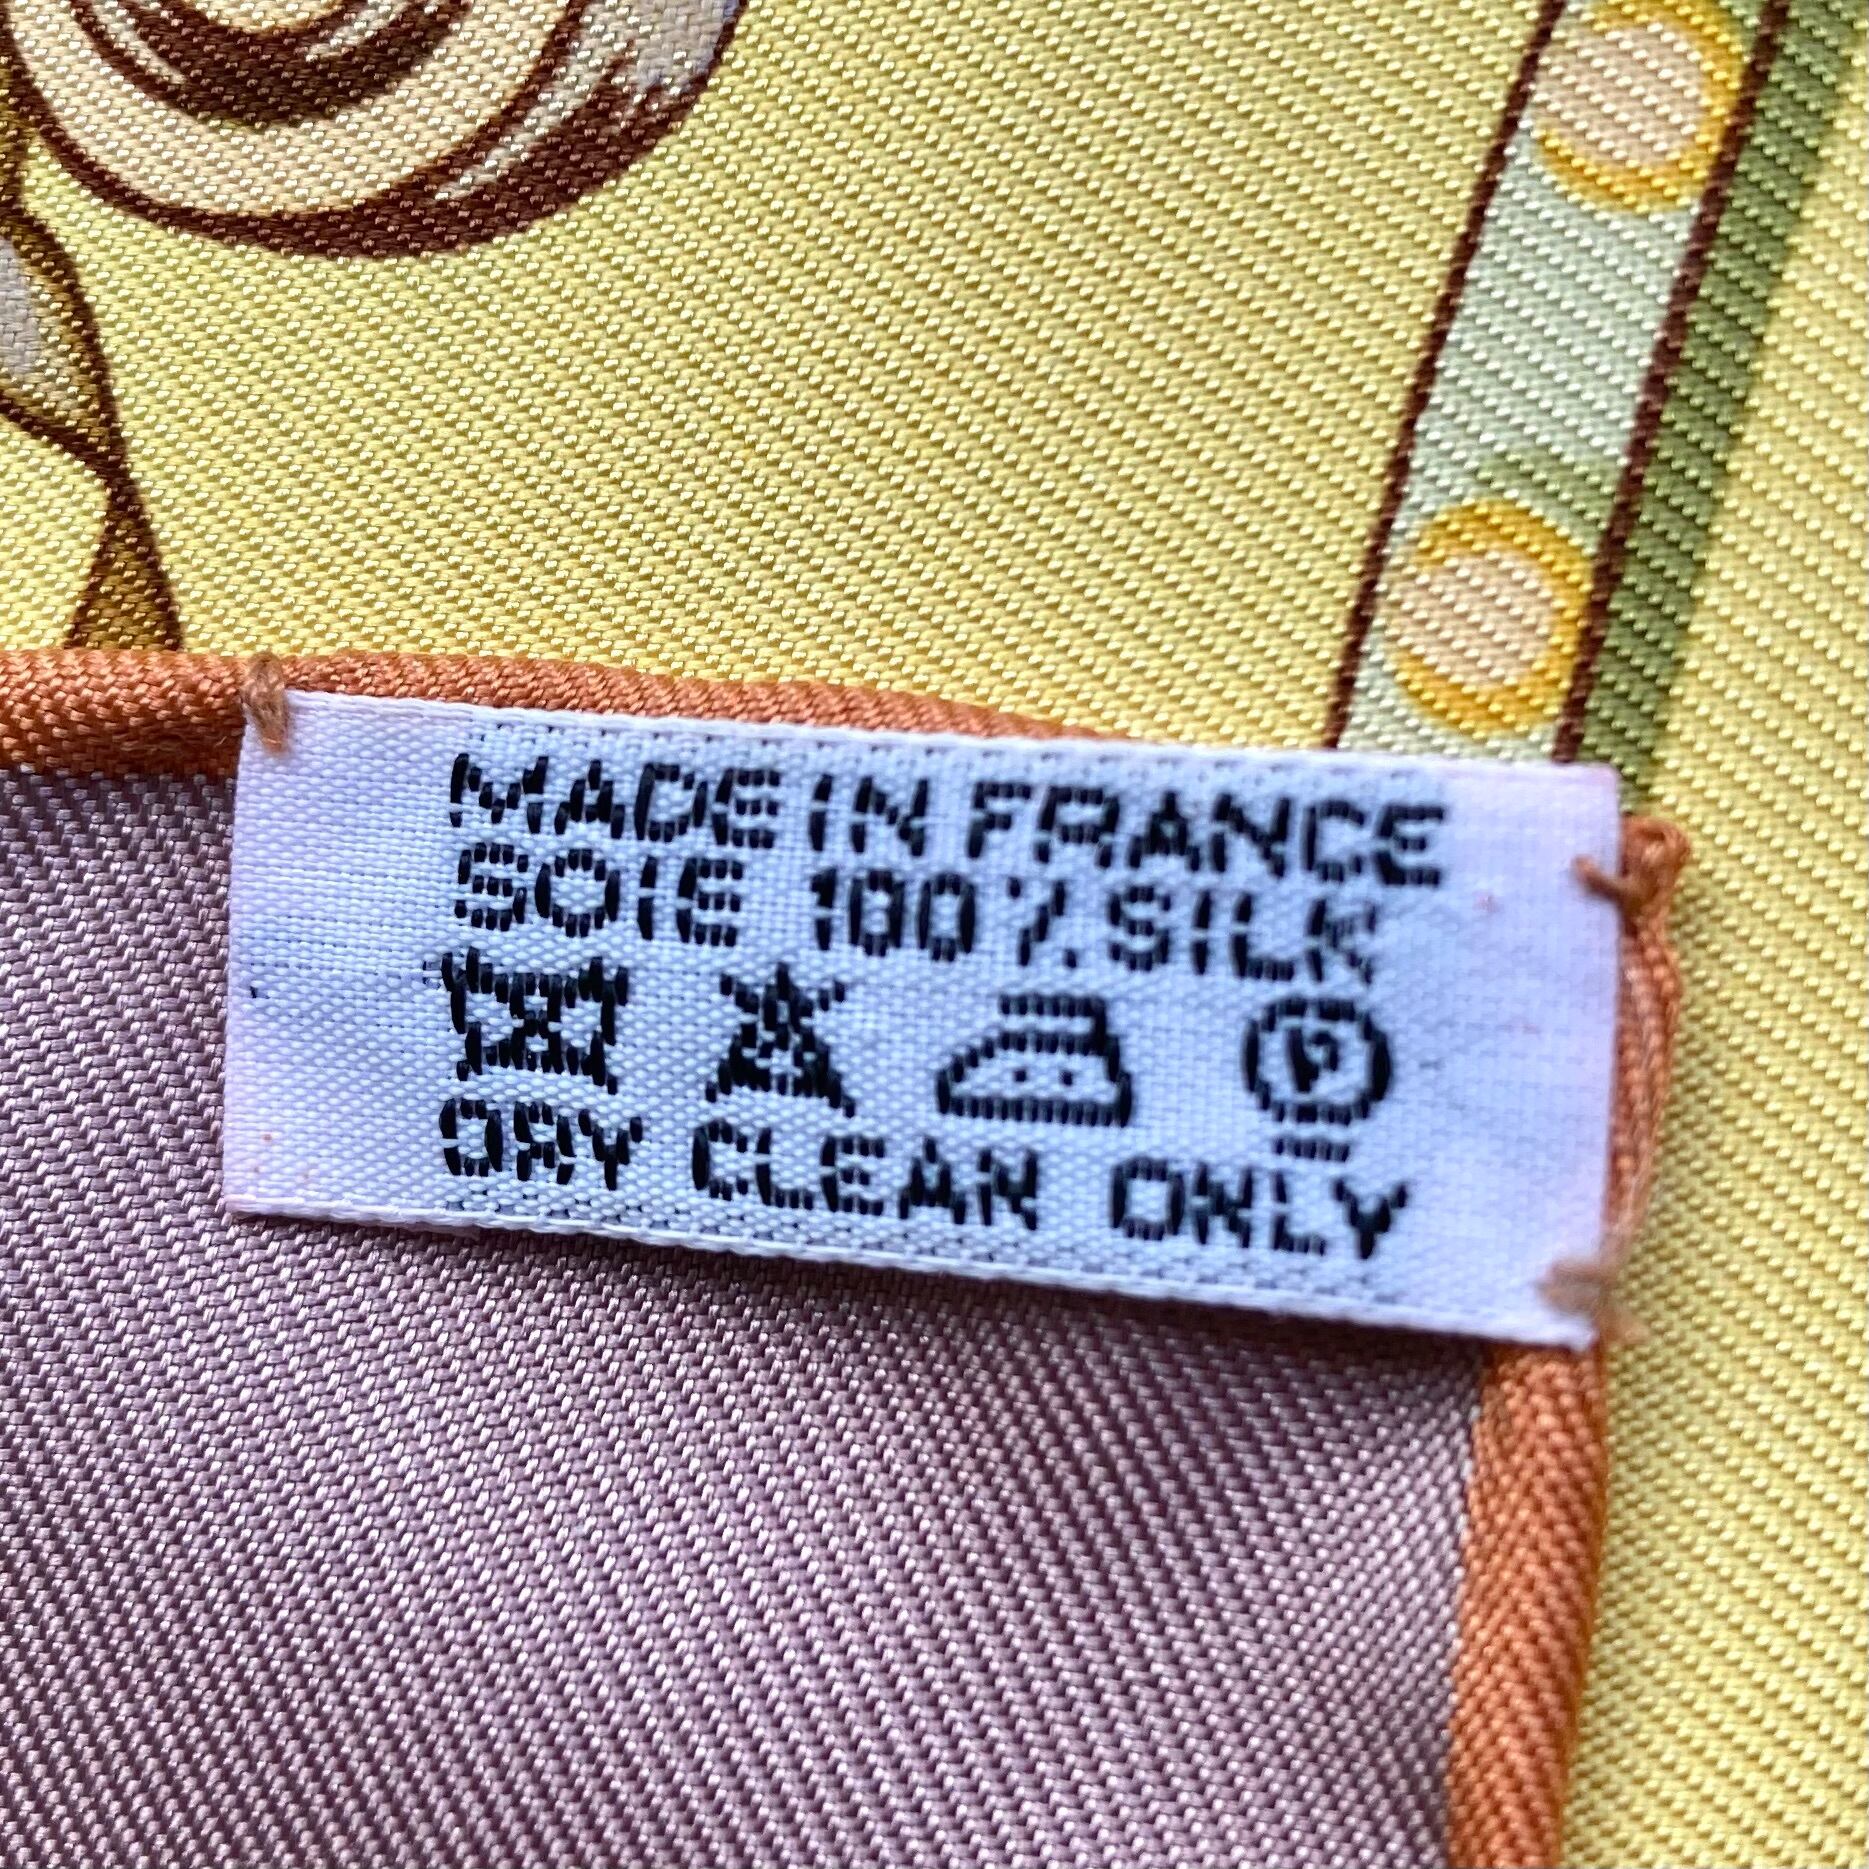 MADE IN FRANCE
SOIE 100% SILK
P
DRY CLEAN ONLY